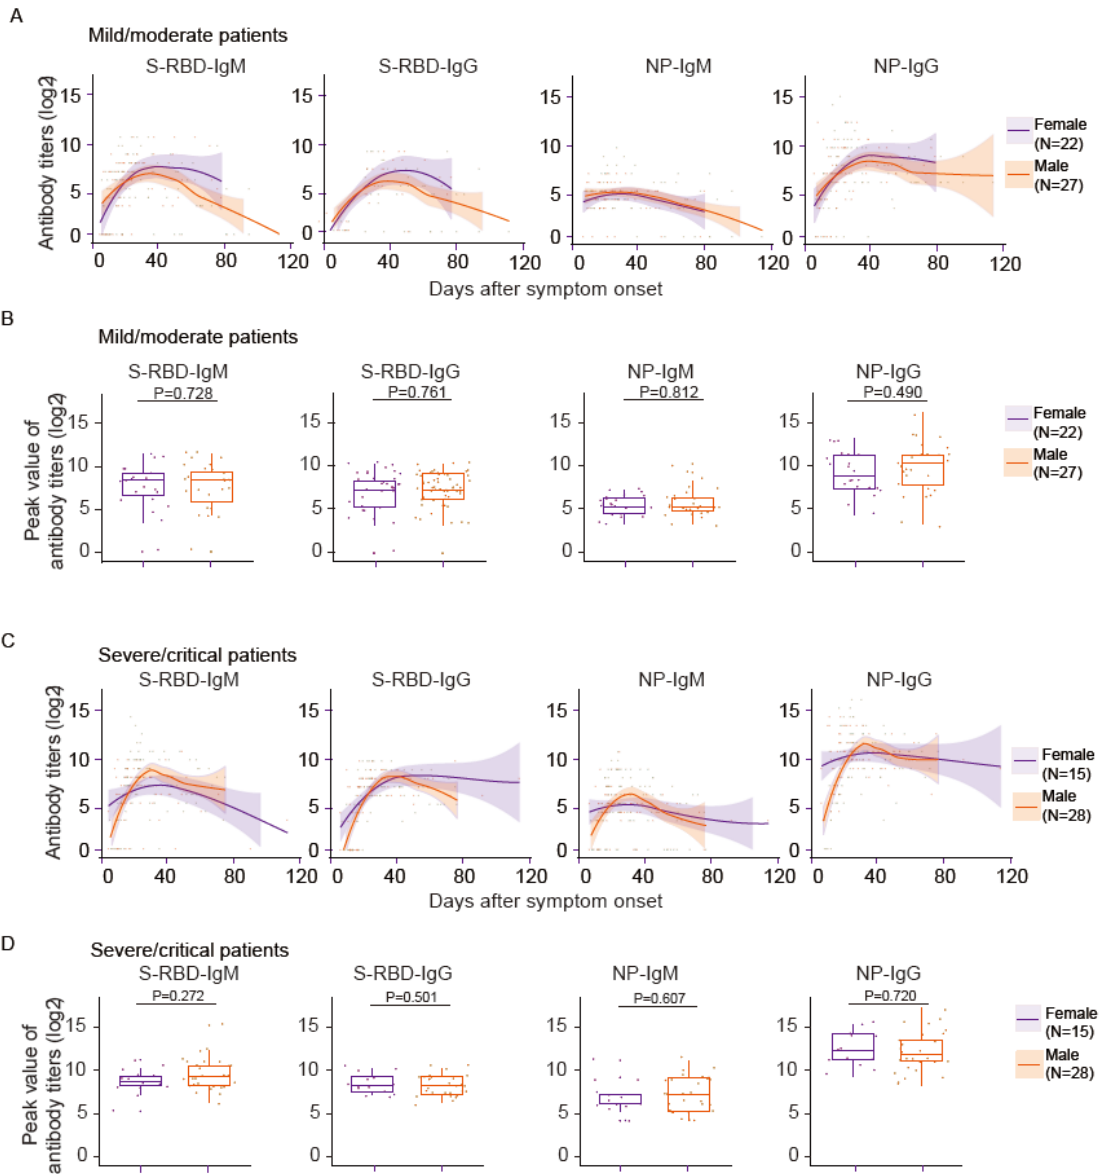 A
Mild/moderate patients
S-RBD-IgM S-RBD-IgG NP-IgM NP-IgG
Antibody titers (log2)
15 15 15 15
10 10 10 10
5 5 5 5
0 0 0 0
0 40 80 120 0 40 80 120 0 40 80 120 0 40 80 120
Days after symptom onset
Female
(N=22)
Male
(N=27)
B
Mild/moderate patients
S-RBD-IgM S-RBD-IgG NP-IgM NP-IgG
P=0.728 P=0.761 P=0.812 P=0.490
Peak value of
antibody titers (log2)
15 15 15 15
10 10 10 10
5 5 5 5
0 0 0 0
Female
(N=22)
Male
(N=27)
C
Severe/critical patients
S-RBD-IgM S-RBD-IgG NP-IgM NP-IgG
Antibody titers (log2)
15 15 15 15
10 10 10 10
5 5 5 5
0 0 0 0
0 40 80 120 0 40 80 120 0 40 80 120 0 40 80 120
Days after symptom onset
Female
(N=15)
Male
(N=28)
D
Severe/critical patients
S-RBD-IgM S-RBD-IgG NP-IgM NP-IgG
P=0.272 P=0.501 P=0.607 P=0.720
Peak value of
antibody titers (log2)
15 15 15 15
10 10 10 10
5 5 5 5
0 0 0 0
Female
(N=15)
Male
(N=28)